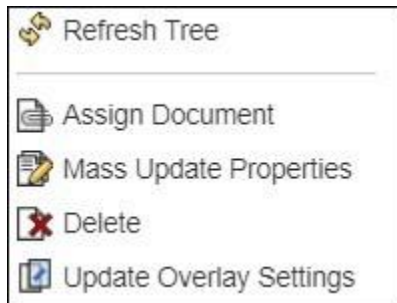 Refresh Tree
Assign Document
Mass Update Properties
Delete
Update Overlay Settings